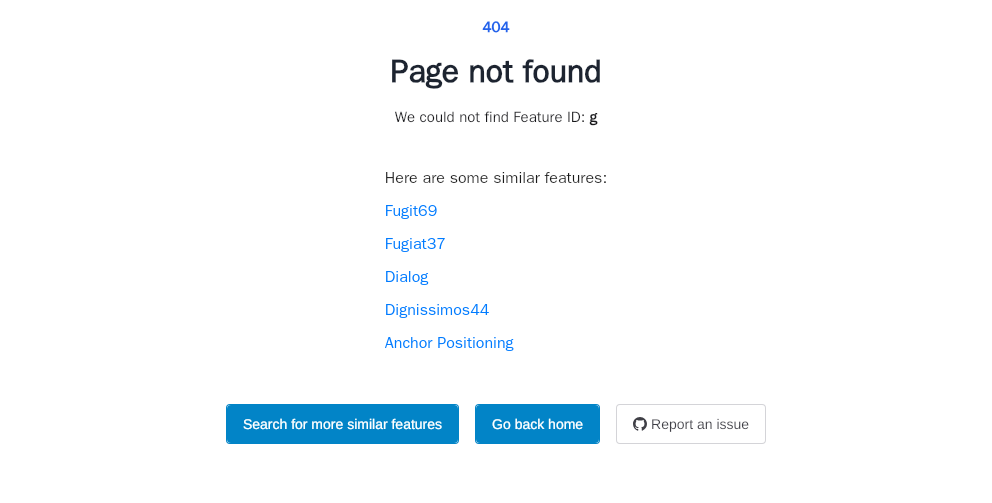 404
Page not found
We could not find Feature ID: g
Here are some similar features:
Fugit69
Fugiat37
Dialog
Dignissimos44
Anchor Positioning
Search for more similar features
Go back home
Report an issue